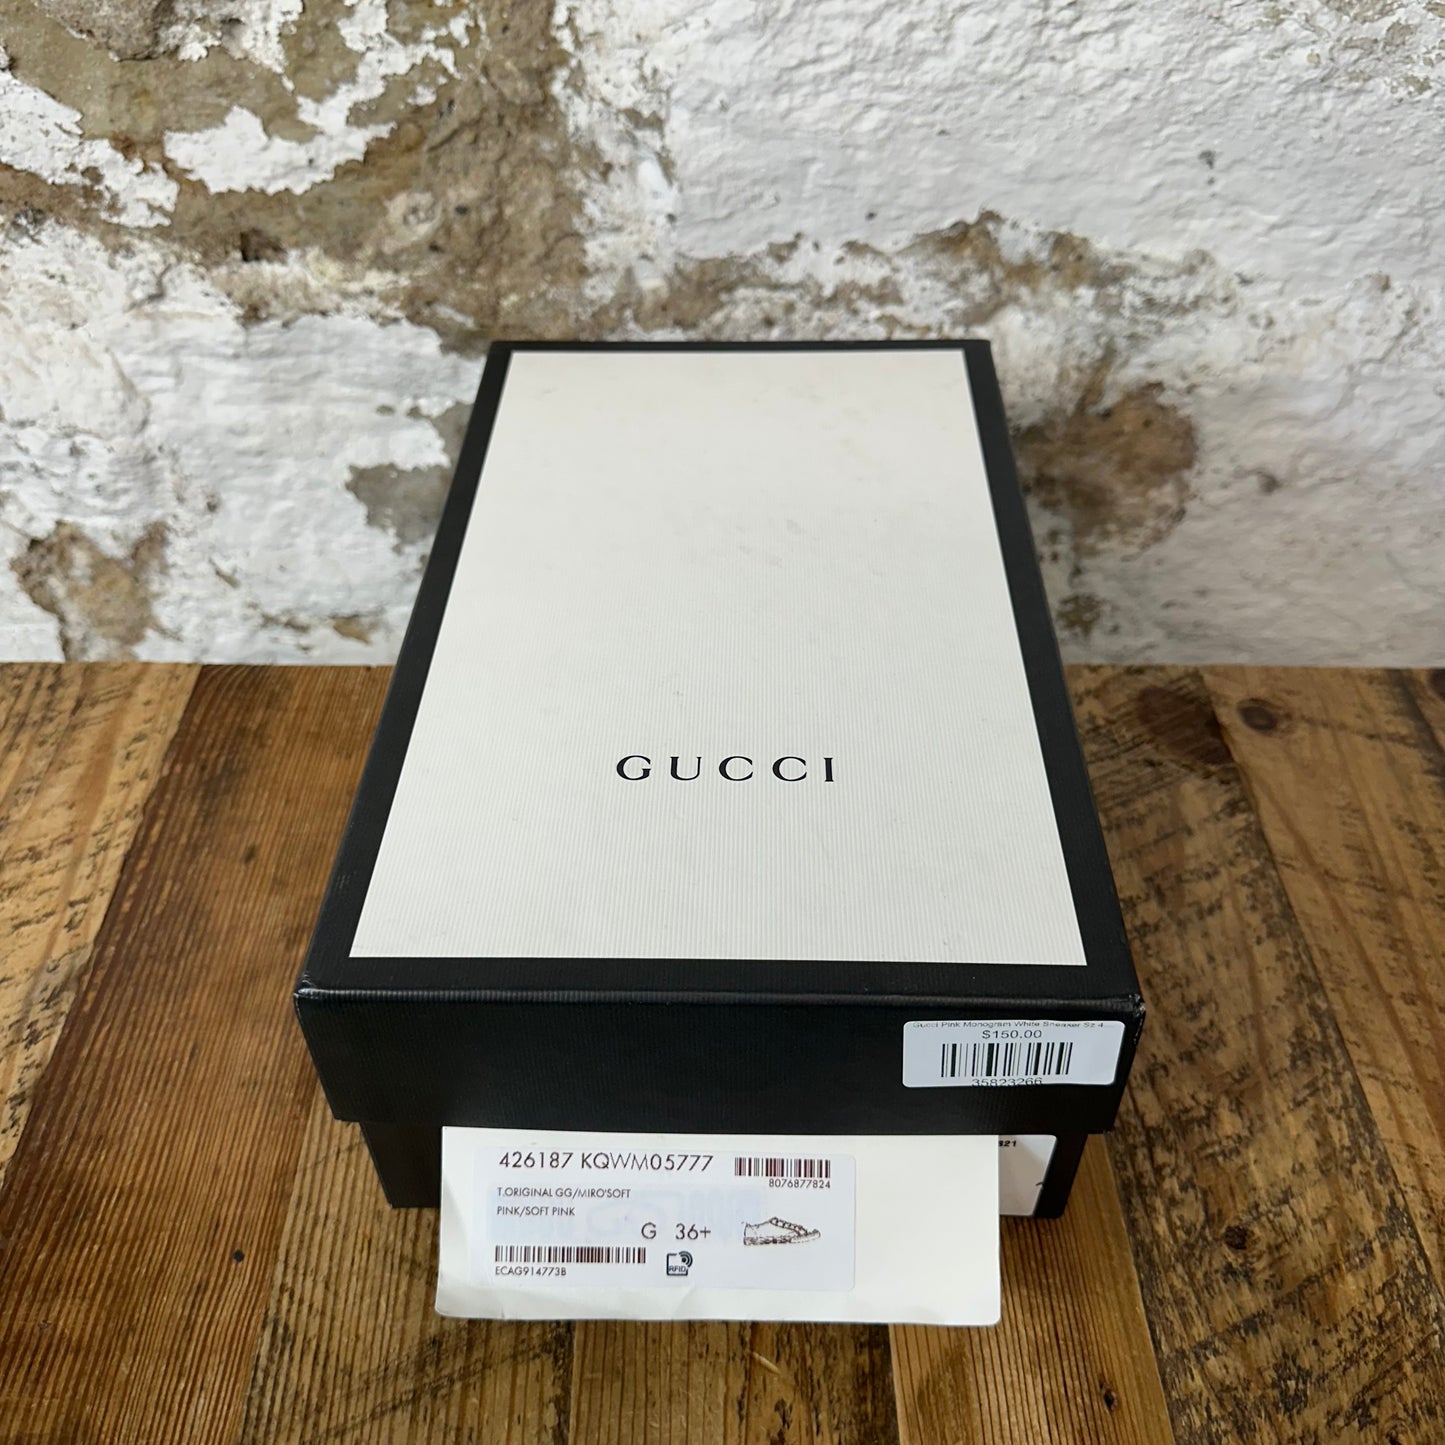 GUCCI
Gucci Pink Monogram White Sneaker Sz 4...
$150.00
35823266
426187 KQWM05777
8076877824
T.ORIGINAL GG/MIRO'SOFT
PINK/SOFT PINK
G 36+
ECAG914773B
RFID